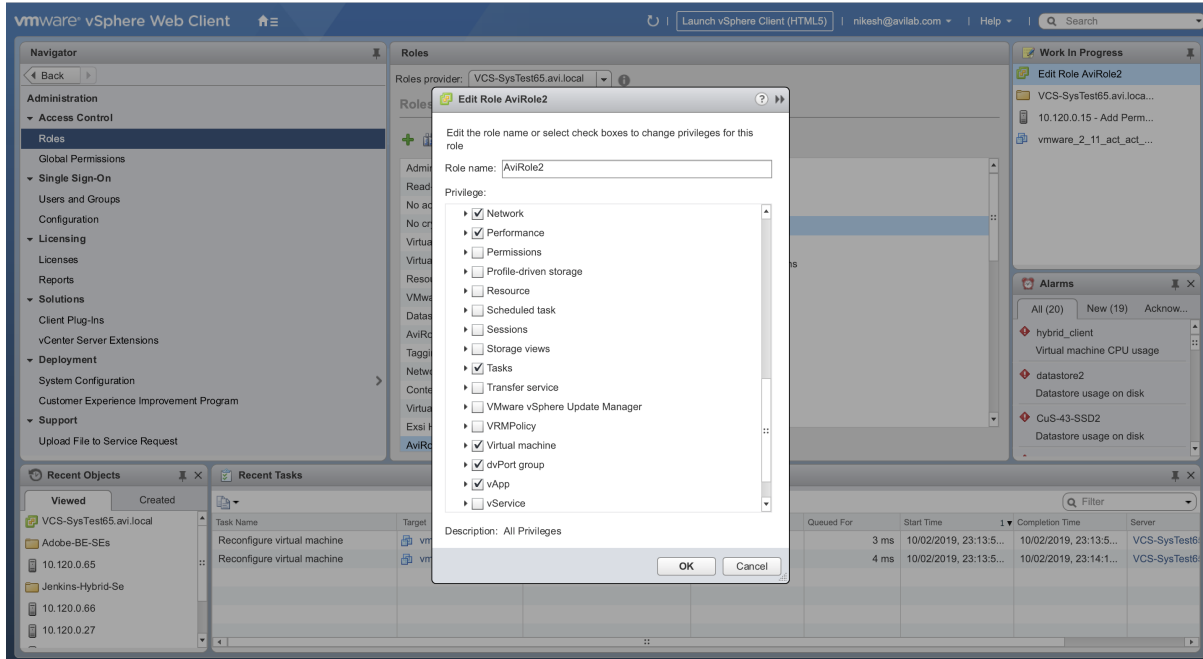 vmware® vSphere Web Client
Launch vSphere Client (HTML5) | nikesh@avilab.com | Help
Search
Navigator
Back
Administration
Access Control
Roles
Global Permissions
Single Sign-On
Users and Groups
Configuration
Licensing
Licenses
Reports
Solutions
Client Plug-Ins
vCenter Server Extensions
Deployment
System Configuration
Customer Experience Improvement Program
Support
Upload File to Service Request
Roles
Roles provider: VCS-SysTest65.avi.local
Roles
Edit Role AviRole2
Edit the role name or select check boxes to change privileges for this
role
Role name: AviRole2
Privilege:
Network
Performance
Permissions
Profile-driven storage
Resource
Scheduled task
Sessions
Storage views
Tasks
Transfer service
VMware vSphere Update Manager
VRMPolicy
Virtual machine
dvPort group
vApp
vService
Description: All Privileges
OK
Cancel
Work In Progress
Edit Role AviRole2
VCS-SysTest65.avi.loca...
10.120.0.15 - Add Perm...
vmware_2_11_act_act_...
Alarms
All (20) New (19) Acknow...
hybrid_client
Virtual machine CPU usage
datastore2
Datastore usage on disk
CuS-43-SSD2
Datastore usage on disk
Recent Objects
Viewed Created
VCS-SysTest65.avi.local
Adobe-BE-SEs
10.120.0.65
Jenkins-Hybrid-Se
10.120.0.66
10.120.0.27
Recent Tasks
Filter
Task Name Target Queued For Start Time 1 Completion Time Server
Reconfigure virtual machine vm 3 ms 10/02/2019, 23:13:5... 10/02/2019, 23:13:5... VCS-SysTest6
Reconfigure virtual machine vm 4 ms 10/02/2019, 23:13:5... 10/02/2019, 23:14:1... VCS-SysTest6